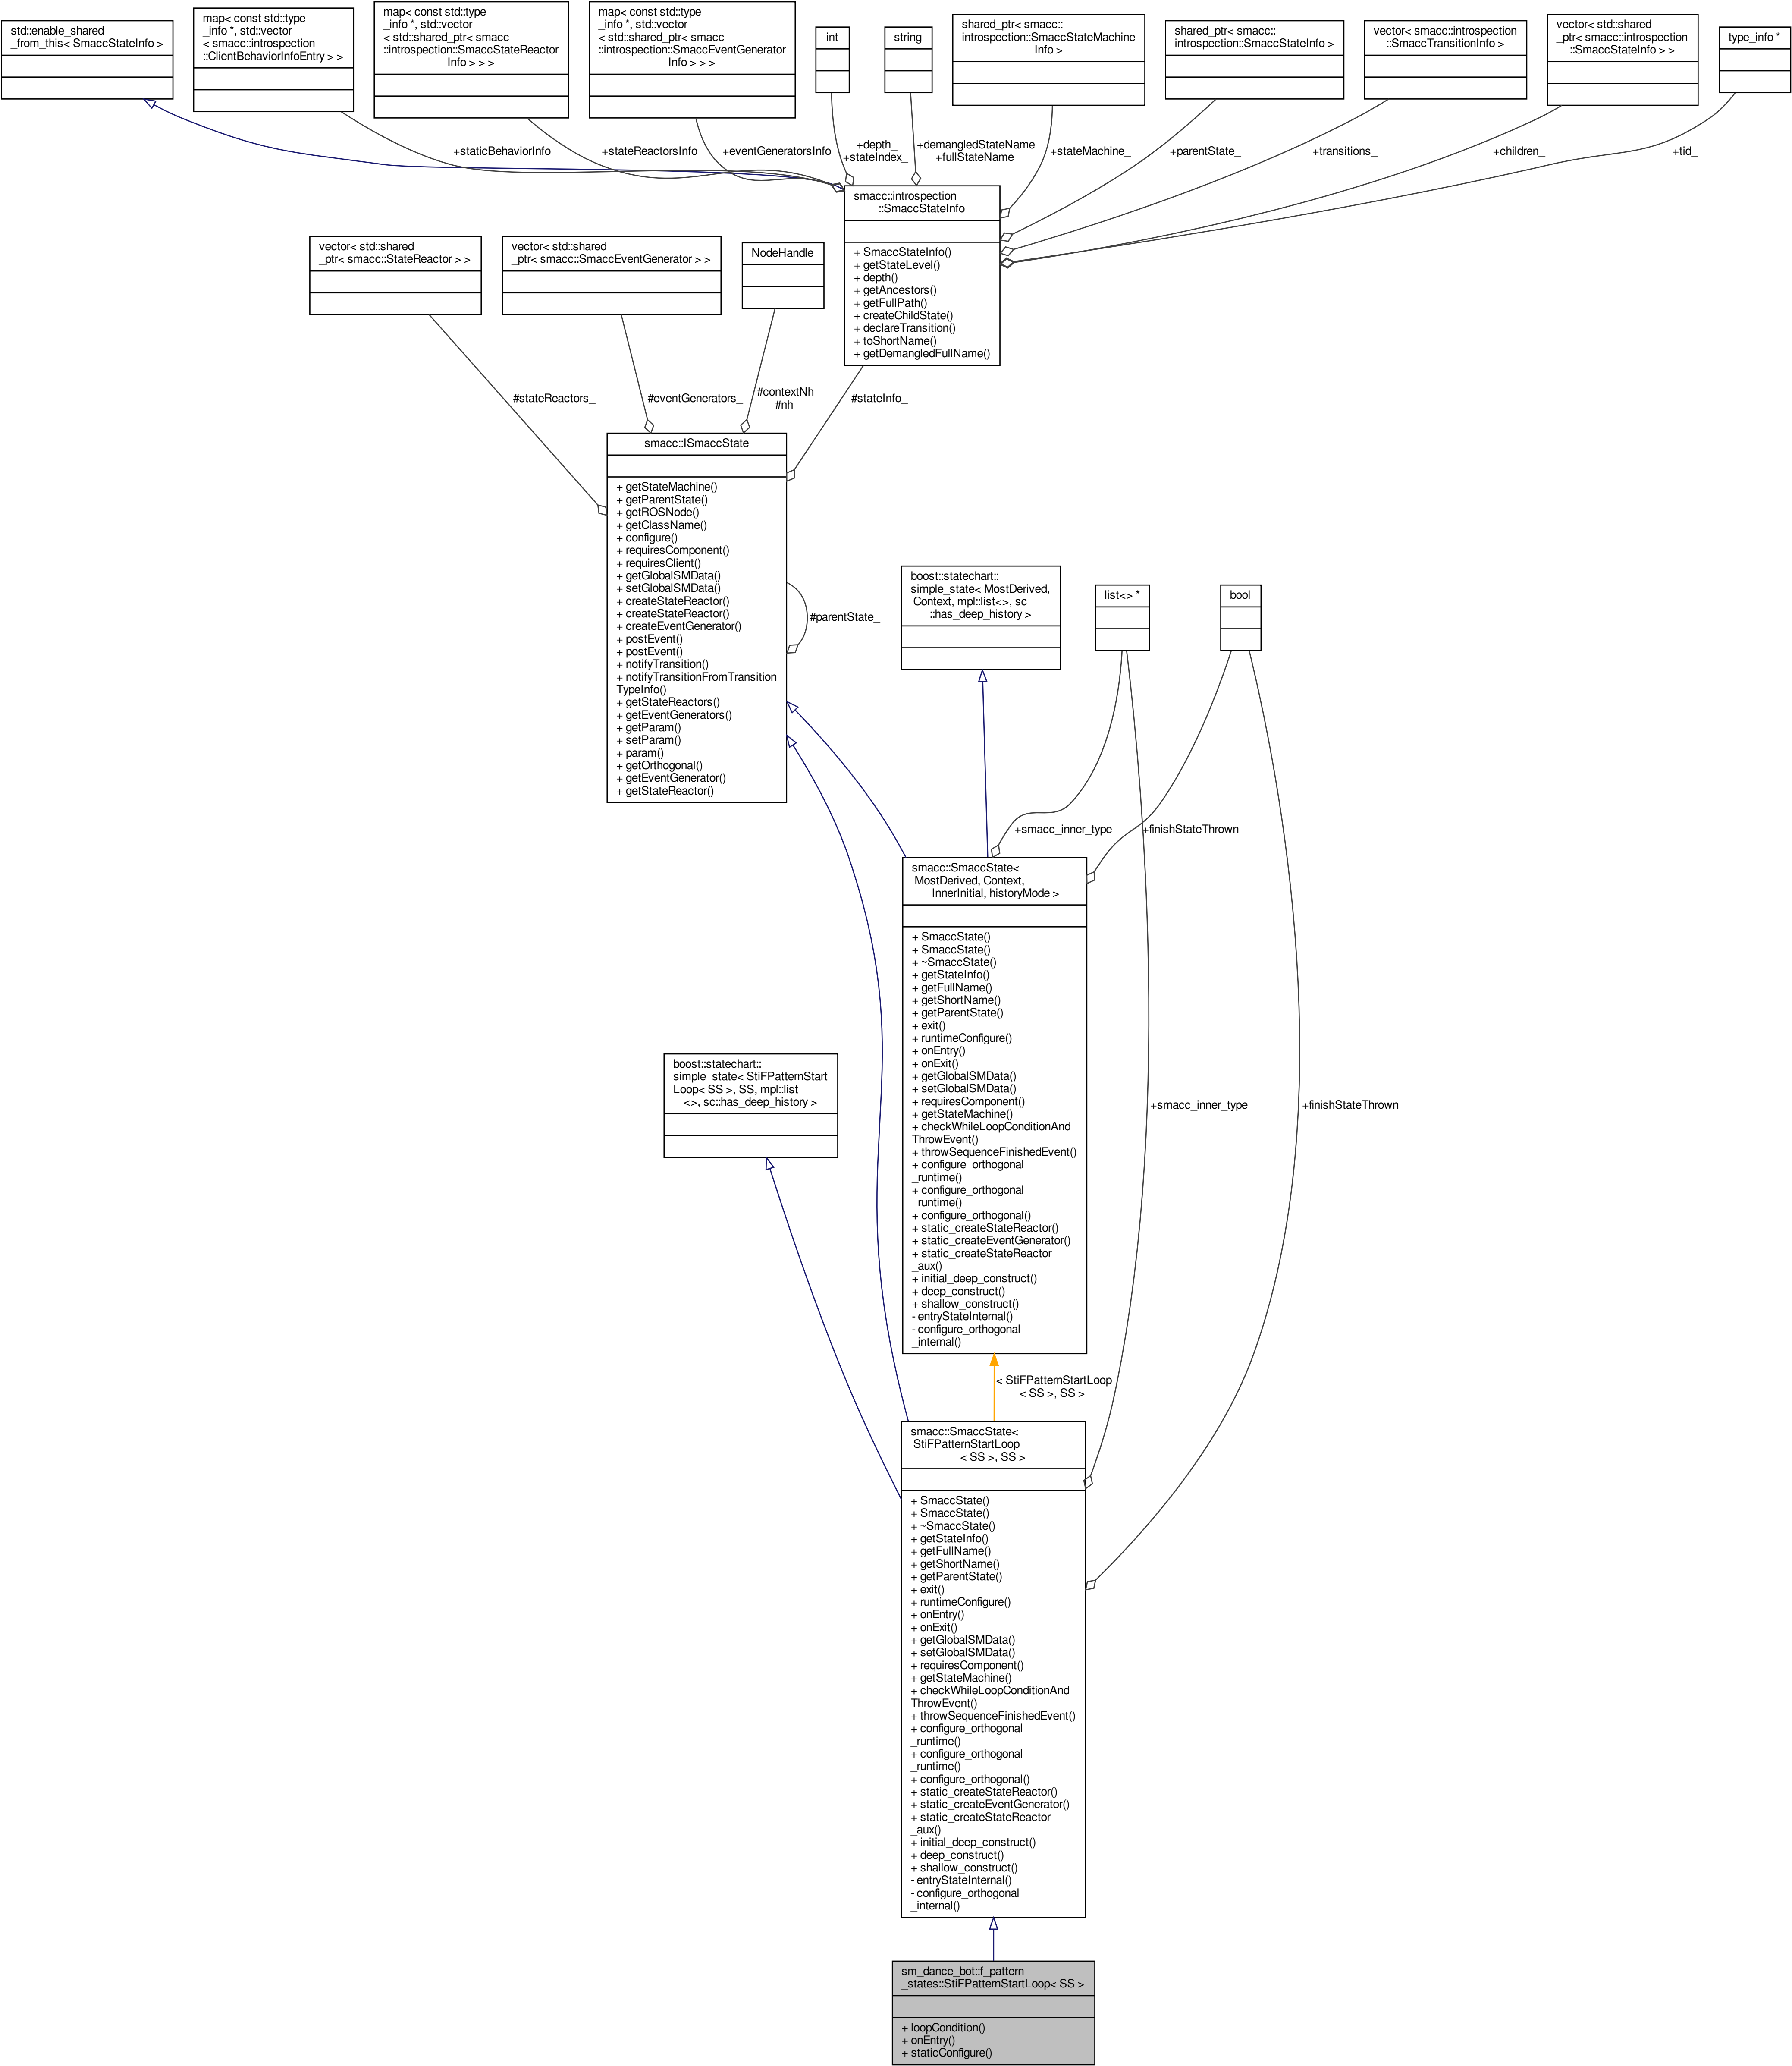 std::enable_shared
_from_this< SmaccStateInfo >
map< const std::type
_info *, std::vector
< smacc::introspection
::ClientBehaviorInfoEntry > >
map< const std::type
_info *, std::vector
< std::shared_ptr< smacc
::introspection::SmaccStateReactor
Info > > >
map< const std::type
_info *, std::vector
< std::shared_ptr< smacc
::introspection::SmaccEventGenerator
Info > > >
int
string
shared_ptr< smacc::
introspection::SmaccStateMachine
Info >
shared_ptr< smacc::
introspection::SmaccStateInfo >
vector< smacc::introspection
::SmaccTransitionInfo >
vector< std::shared
_ptr< smacc::introspection
::SmaccStateInfo > >
type_info *
+staticBehaviorInfo
+stateReactorsInfo
+eventGeneratorsInfo
+depth_
+stateIndex_
+demangledStateName
+fullStateName
+stateMachine_
+parentState_
+transitions_
+children_
+tid_
smacc::introspection
::SmaccStateInfo
+ SmaccStateInfo()
+ getStateLevel()
+ depth()
+ getAncestors()
+ getFullPath()
+ createChildState()
+ declareTransition()
+ toShortName()
+ getDemangledFullName()
vector< std::shared
_ptr< smacc::StateReactor > >
vector< std::shared
_ptr< smacc::SmaccEventGenerator > >
NodeHandle
#stateReactors_
#eventGenerators_
#contextNh
#nh
#stateInfo_
smacc::ISmaccState
+ getStateMachine()
+ getParentState()
+ getROSNode()
+ getClassName()
+ configure()
+ requiresComponent()
+ requiresClient()
+ getGlobalSMData()
+ setGlobalSMData()
+ createStateReactor()
+ createStateReactor()
+ createEventGenerator()
+ postEvent()
+ postEvent()
+ notifyTransition()
+ notifyTransitionFromTransition
TypeInfo()
+ getStateReactors()
+ getEventGenerators()
+ getParam()
+ setParam()
+ param()
+ getOrthogonal()
+ getEventGenerator()
+ getStateReactor()
#parentState_
boost::statechart::
simple_state< MostDerived,
Context, mpl::list<>, sc
::has_deep_history >
list<> *
bool
+smacc_inner_type
+finishStateThrown
smacc::SmaccState<
MostDerived, Context,
InnerInitial, historyMode >
+ SmaccState()
+ SmaccState()
+ ~SmaccState()
+ getStateInfo()
+ getFullName()
+ getShortName()
+ getParentState()
+ exit()
+ runtimeConfigure()
+ onEntry()
+ onExit()
+ getGlobalSMData()
+ setGlobalSMData()
+ requiresComponent()
+ getStateMachine()
+ checkWhileLoopConditionAnd
ThrowEvent()
+ throwSequenceFinishedEvent()
+ configure_orthogonal
_runtime()
+ configure_orthogonal
_runtime()
+ configure_orthogonal()
+ static_createStateReactor()
+ static_createEventGenerator()
+ static_createStateReactor
_aux()
+ initial_deep_construct()
+ deep_construct()
+ shallow_construct()
- entryStateInternal()
- configure_orthogonal
_internal()
boost::statechart::
simple_state< StiFPatternStart
Loop< SS >, SS, mpl::list
<>, sc::has_deep_history >
+smacc_inner_type
+finishStateThrown
< StiFPatternStartLoop
< SS >, SS >
smacc::SmaccState<
StiFPatternStartLoop
< SS >, SS >
+ SmaccState()
+ SmaccState()
+ ~SmaccState()
+ getStateInfo()
+ getFullName()
+ getShortName()
+ getParentState()
+ exit()
+ runtimeConfigure()
+ onEntry()
+ onExit()
+ getGlobalSMData()
+ setGlobalSMData()
+ requiresComponent()
+ getStateMachine()
+ checkWhileLoopConditionAnd
ThrowEvent()
+ throwSequenceFinishedEvent()
+ configure_orthogonal
_runtime()
+ configure_orthogonal
_runtime()
+ configure_orthogonal()
+ static_createStateReactor()
+ static_createEventGenerator()
+ static_createStateReactor
_aux()
+ initial_deep_construct()
+ deep_construct()
+ shallow_construct()
- entryStateInternal()
- configure_orthogonal
_internal()
sm_dance_bot::f_pattern
_states::StiFPatternStartLoop< SS >
+ loopCondition()
+ onEntry()
+ staticConfigure()